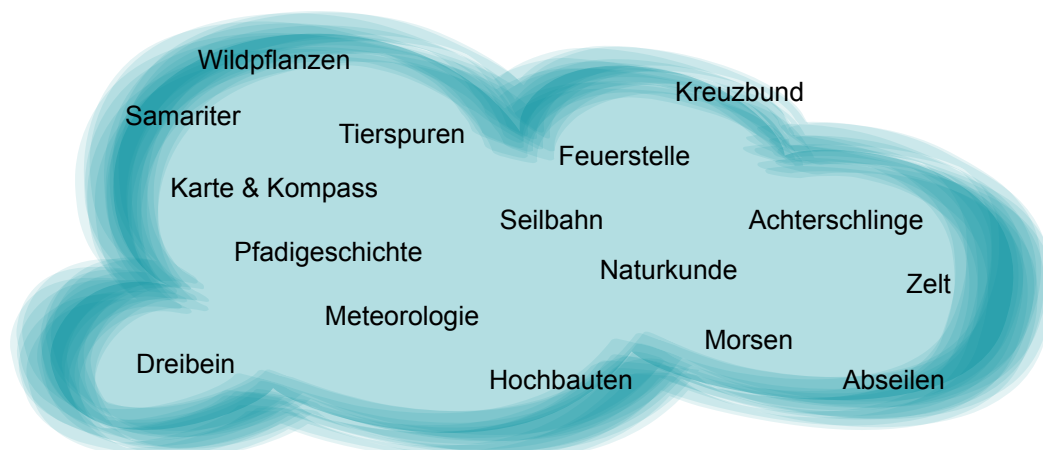 Wildpflanzen
Kreuzbund
Samariter
Tierspuren
Feuerstelle
Karte & Kompass
Seilbahn
Achterschlinge
Pfadigeschichte
Naturkunde
Zelt
Meteorologie
Morsen
Dreibein
Hochbauten
Abseilen